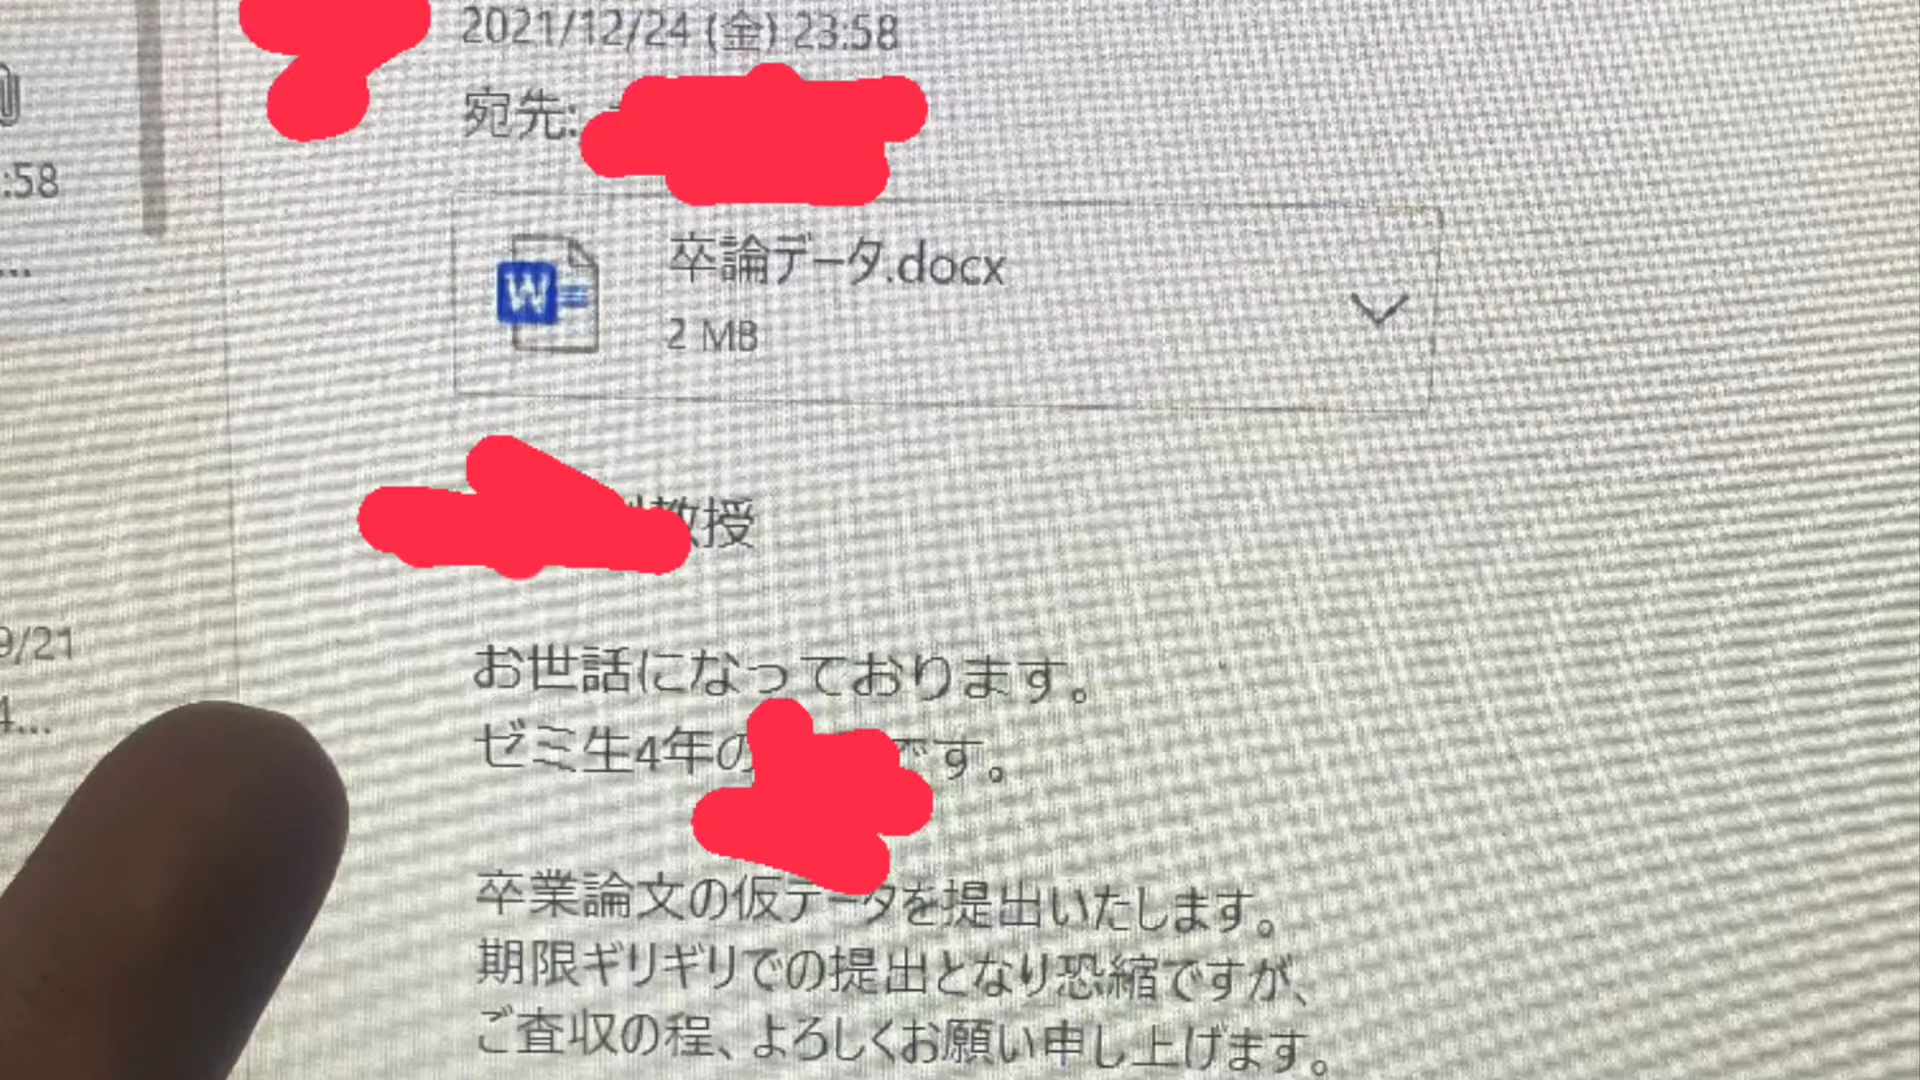 2021/12/24 (金) 23:58
宛先:
:58
...
卒論データ.docx
W
2 MB
教授
9/21
4...
お世話になっております。
ゼミ生4年の です。
卒業論文の仮データを提出いたします。
期限ギリギリでの提出となり恐縮ですが、
ご査収の程、よろしくお願い申し上げます。